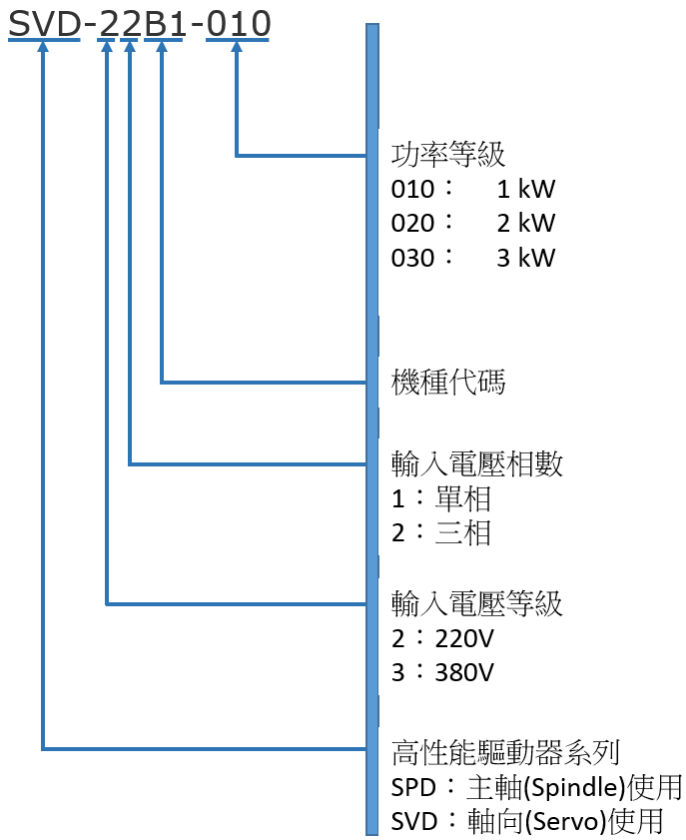 SVD-22B1-010
功率等級
010： 1 kW
020： 2 kW
030： 3 kW
機種代碼
輸入電壓相數
1：單相
2：三相
輸入電壓等級
2：220V
3：380V
高性能驅動器系列
SPD：主軸(Spindle)使用
SVD：軸向(Servo)使用